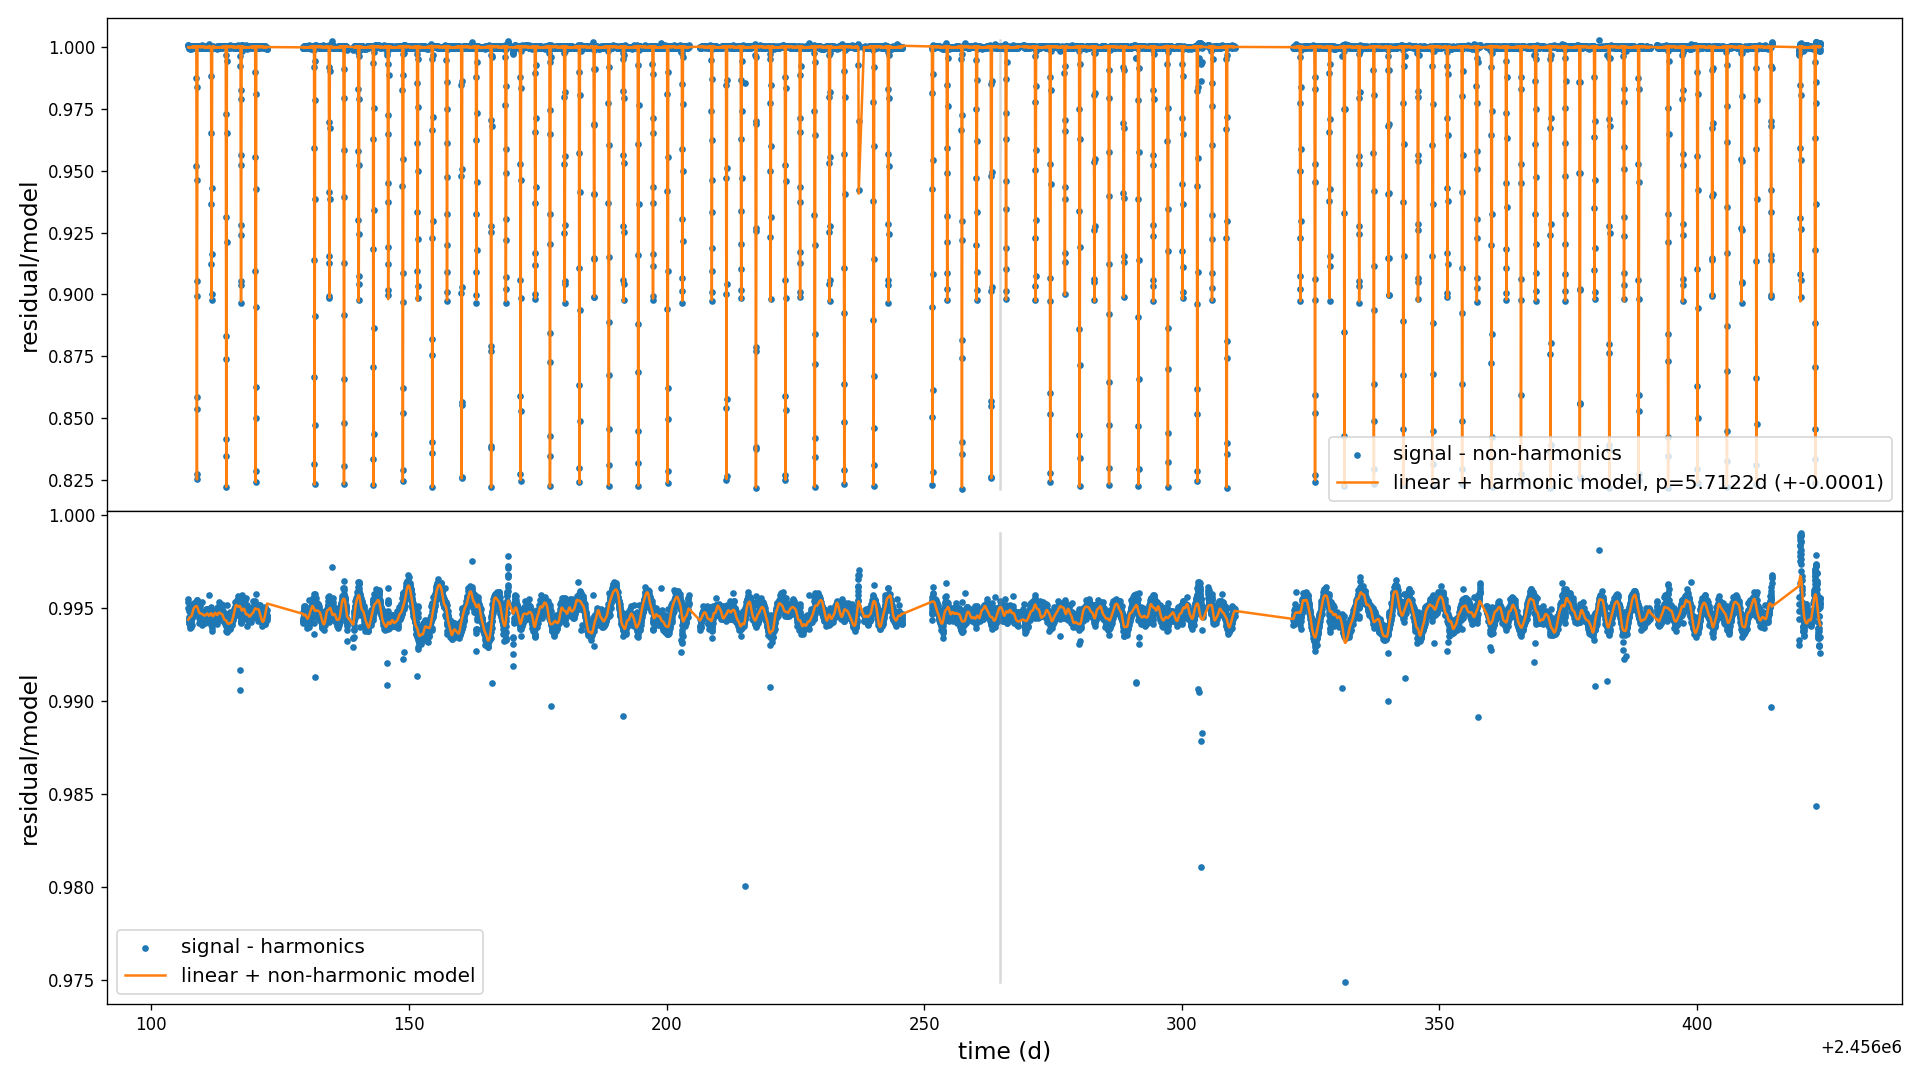 1.000
0.975
0.950
0.925
0.900
0.875
0.850
0.825
residual/model
signal - non-harmonics
linear + harmonic model, p=5.7122d (+-0.0001)
1.000
0.995
0.990
0.985
0.980
0.975
residual/model
signal - harmonics
linear + non-harmonic model
100 150 200 250 300 350 400
time (d)
+2.456e6